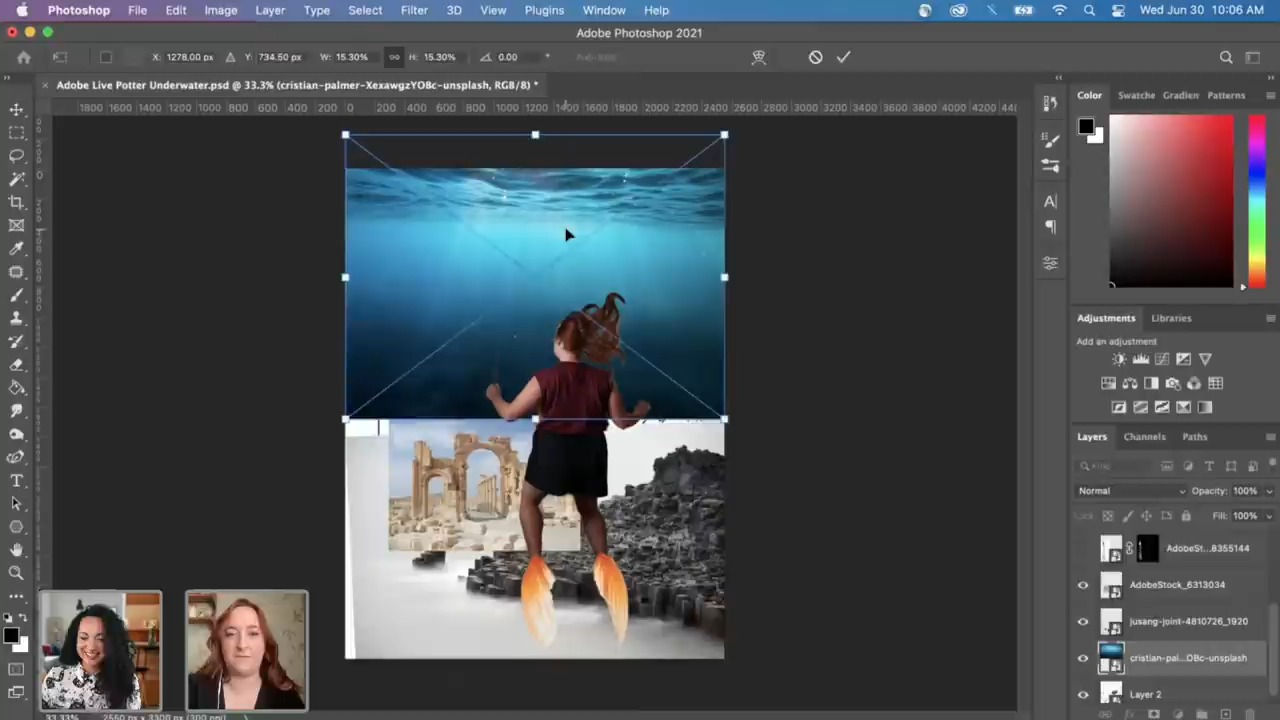 Photoshop File Edit Image Layer Type Select Filter 3D View Plugins Window Help Wed Jun 30 10:06 AM
Adobe Photoshop 2021
X: 1278.00 px Y: 734.50 px W: 15.30% H: 15.30% 0.00 °
Adobe Live Potter Underwater.psd @ 33.3% (cristian-palmer-XexawgzYOBc-unsplash, RGB/8) *
1800 1600 1400 1200 1000 800 600 400 200 0 200 400 600 800 1000 1200 1400 1600 1800 2000 2200 2400 2600 2800 3000 3200 3400 3600 3800 4000 4200
Color Swatche Gradien Patterns
Adjustments Libraries
Add an adjustment
Layers Channels Paths
Normal Opacity: 100%
Fill: 100%
AdobeSt...8355144
AdobeStock_6313034
jusang-joint-4810726_1920
cristian-pal...OBc-unsplash
Layer 2
33.33% 2550 px x 3300 px (300 ppi)